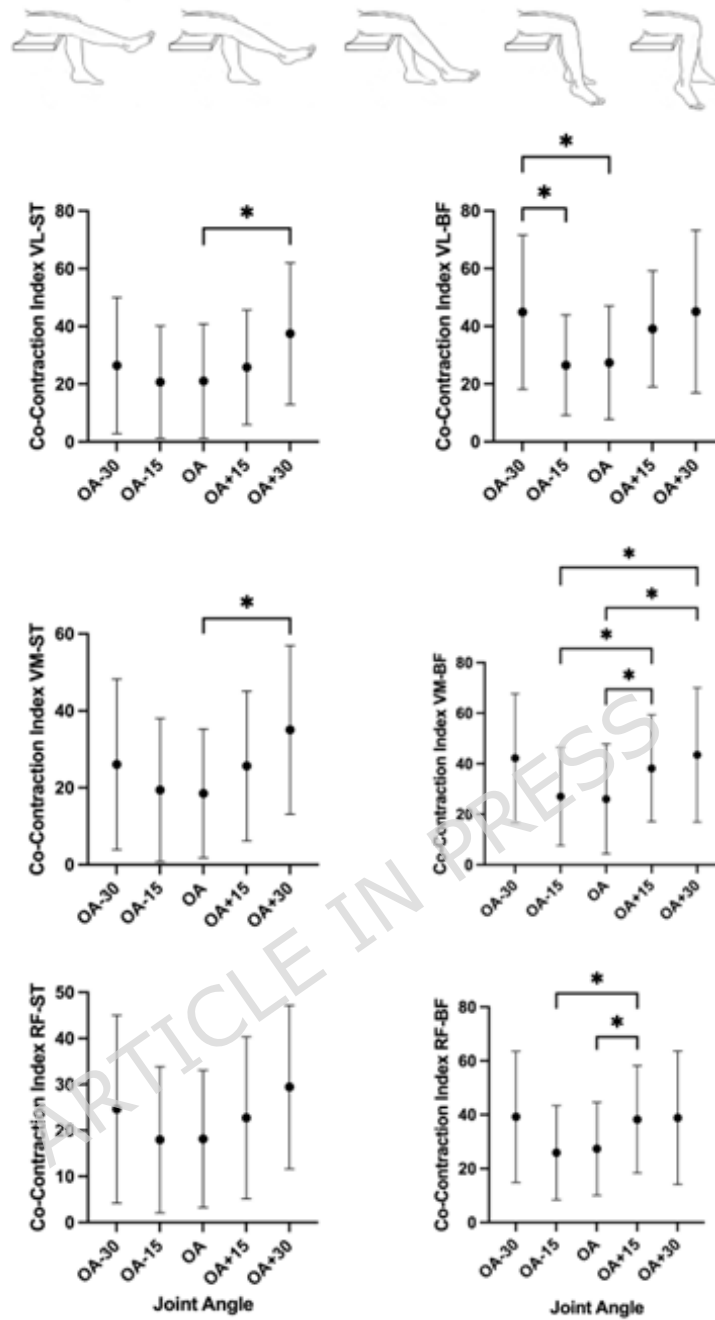 *
Co-Contraction Index VL-ST
80
60
40
20
0
OA-30
OA-15
OA
OA+15
OA+30
*
*
Co-Contraction Index VL-BF
80
60
40
20
0
OA-30
OA-15
OA
OA+15
OA+30
*
Co-Contraction Index VM-ST
60
40
20
0
OA-30
OA-15
OA
OA+15
OA+30
*
*
*
*
Co-Contraction Index VM-BF
80
60
40
20
0
OA-30
OA-15
OA
OA+15
OA+30
Co-Contraction Index RF-ST
50
40
30
20
10
0
OA-30
OA-15
OA
OA+15
OA+30
Joint Angle
*
*
Co-Contraction Index RF-BF
80
60
40
20
0
OA-30
OA-15
OA
OA+15
OA+30
Joint Angle
ARTICLE IN PRESS